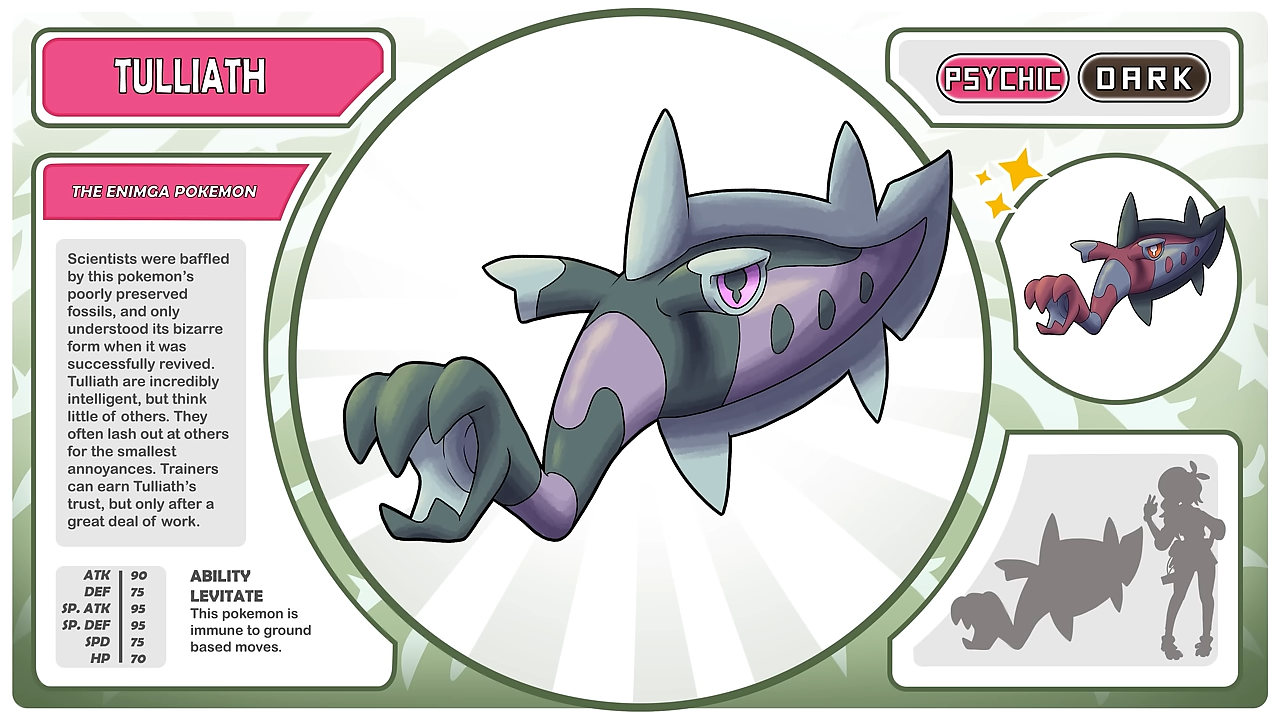 TULLIATH
PSYCHIC DARK
THE ENIMGA POKEMON
Scientists were baffled
by this pokemon's
poorly preserved
fossils, and only
understood its bizarre
form when it was
successfully revived.
Tulliath are incredibly
intelligent, but think
little of others. They
often lash out at others
for the smallest
annoyances. Trainers
can earn Tulliath's
trust, but only after a
great deal of work.
ATK 90
DEF 75
SP. ATK 95
SP. DEF 95
SPD 75
HP 70
ABILITY
LEVITATE
This pokemon is
immune to ground
based moves.